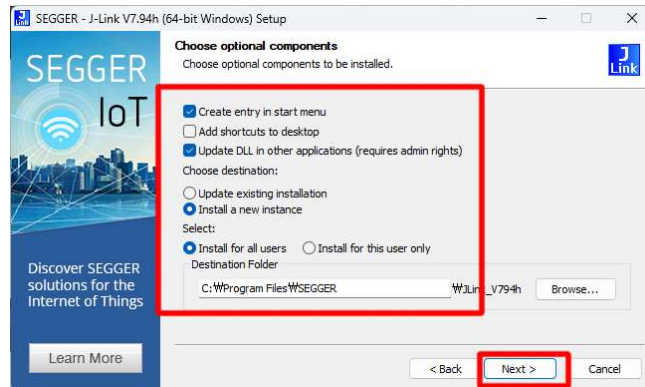 SEGGER - J-Link V7.94h (64-bit Windows) Setup
SEGGER
IoT
Discover SEGGER
solutions for the
Internet of Things
Learn More
Choose optional components
Choose optional components to be installed.
J
Link
Create entry in start menu
Add shortcuts to desktop
Update DLL in other applications (requires admin rights)
Choose destination:
Update existing installation
Install a new instance
Select:
Install for all users Install for this user only
Destination Folder
C:₩Program Files₩SEGGER ₩JLink_V794h Browse...
< Back Next > Cancel